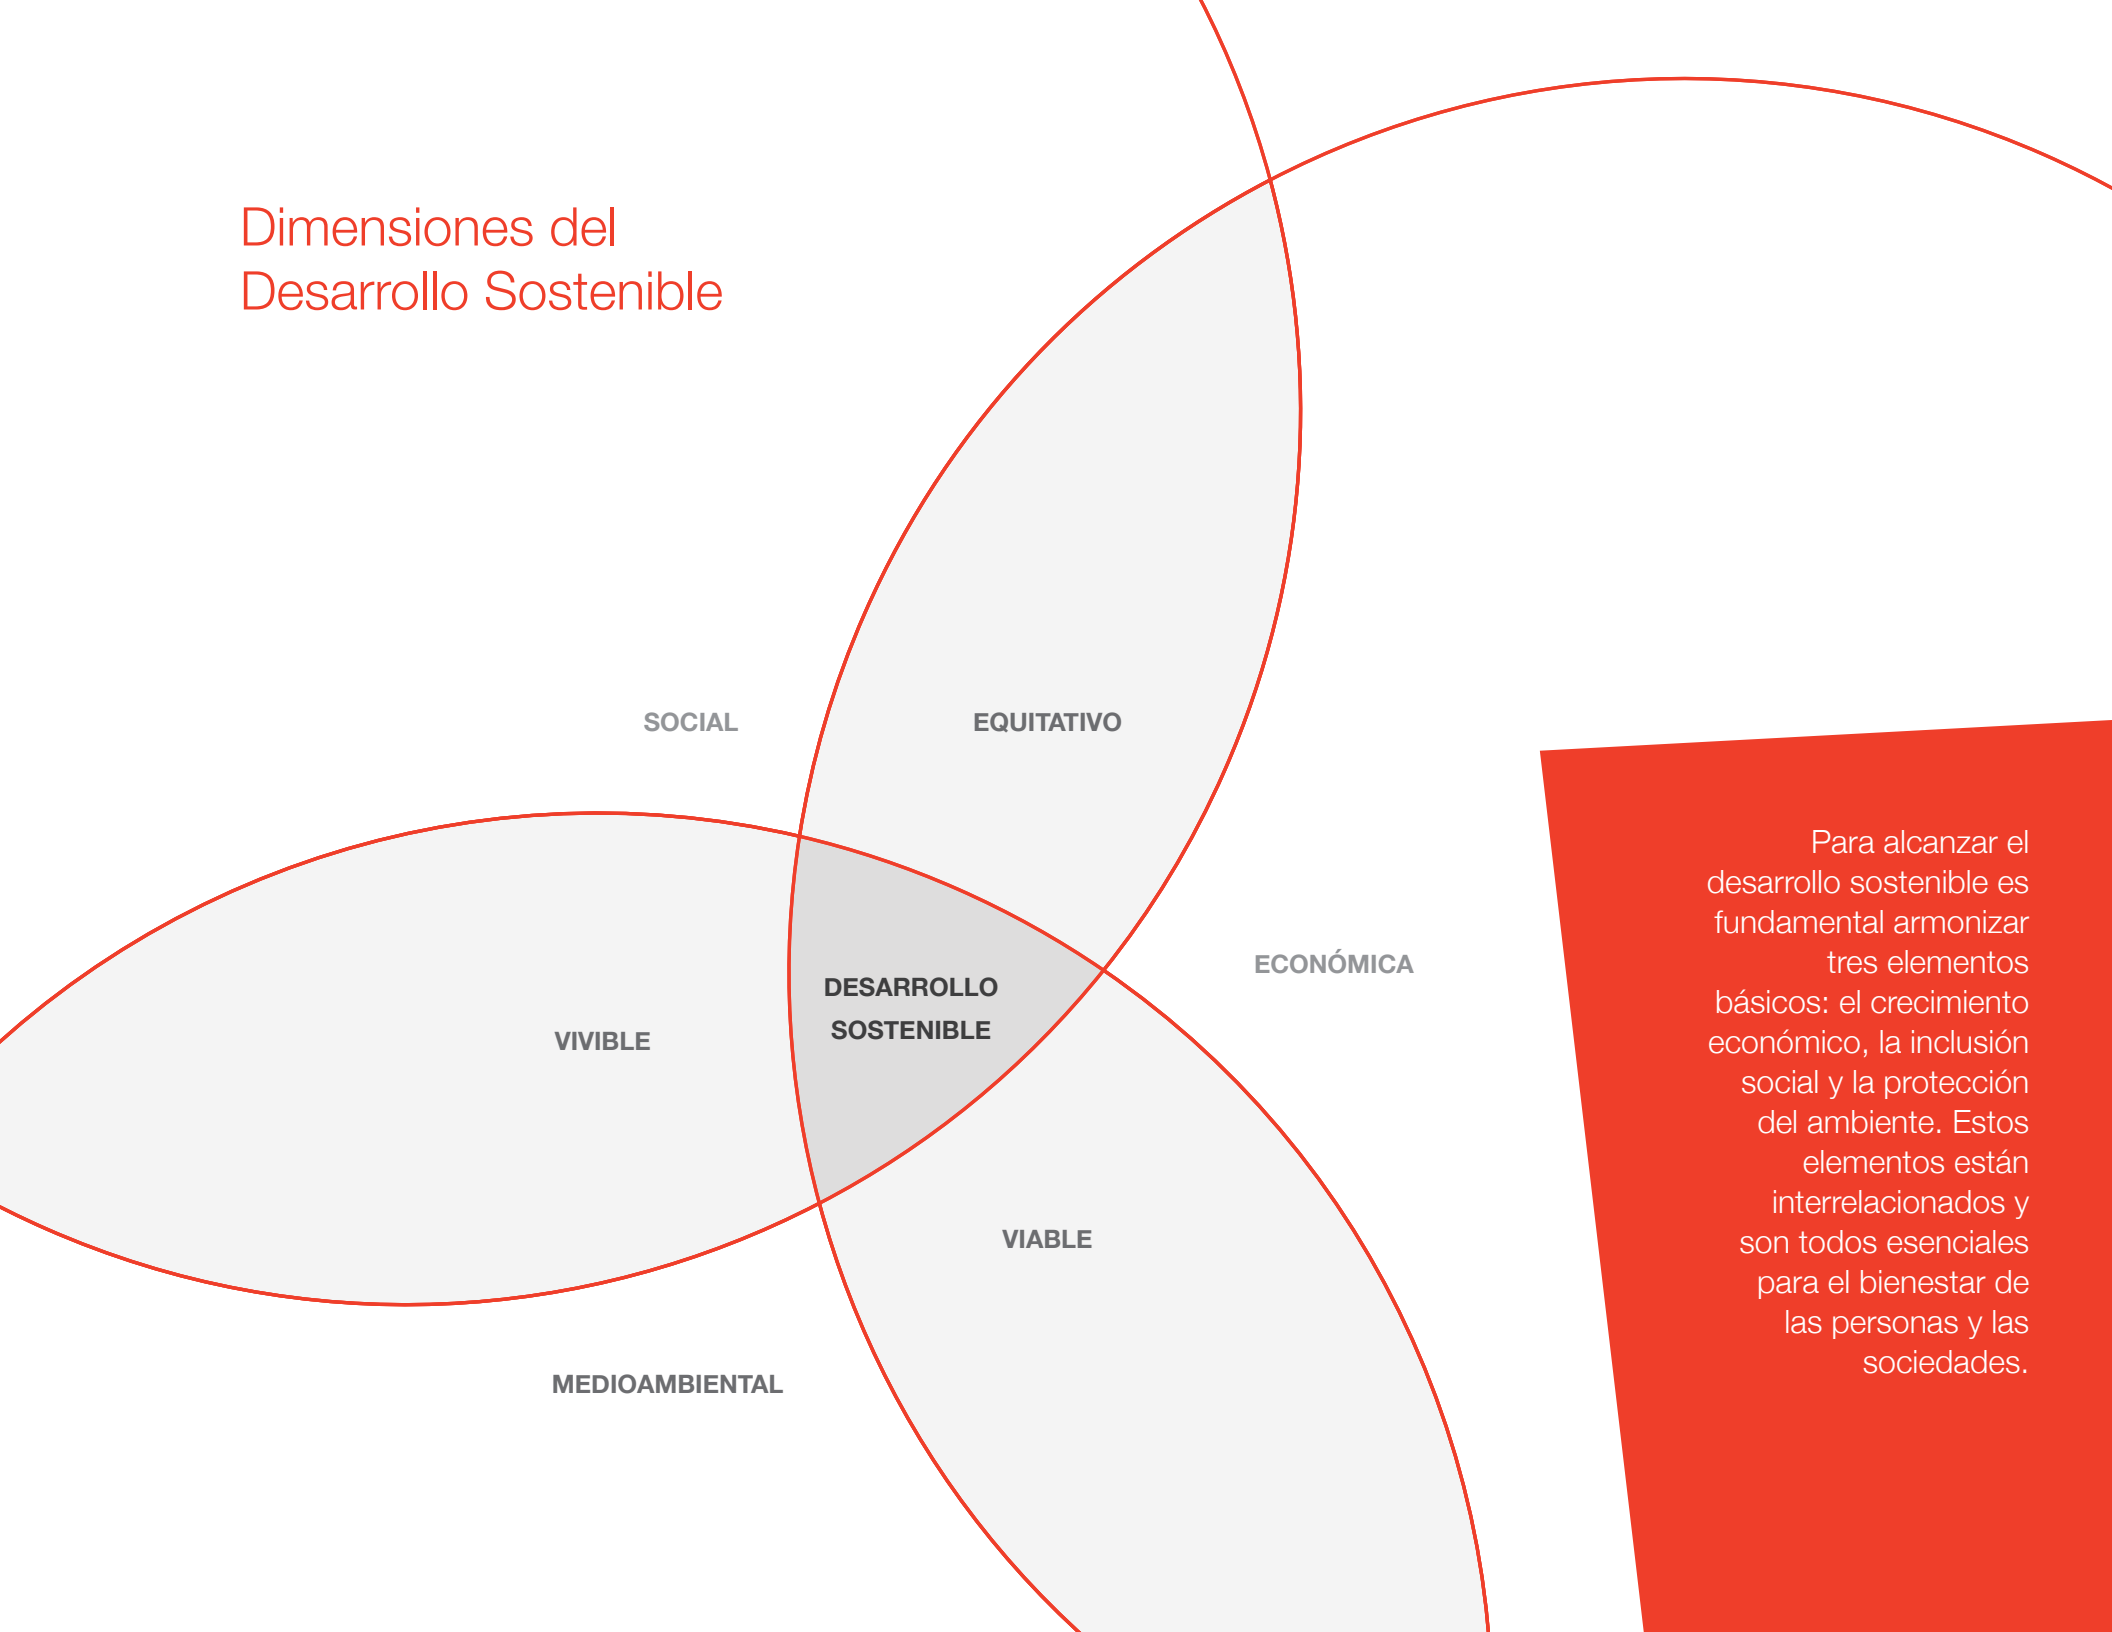 Dimensiones del
Desarrollo Sostenible
SOCIAL
EQUITATIVO
ECONÓMICA
DESARROLLO
SOSTENIBLE
VIVIBLE
VIABLE
MEDIOAMBIENTAL
Para alcanzar el
desarrollo sostenible es
fundamental armonizar
tres elementos
básicos: el crecimiento
económico, la inclusión
social y la protección
del ambiente. Estos
elementos están
interrelacionados y
son todos esenciales
para el bienestar de
las personas y las
sociedades.